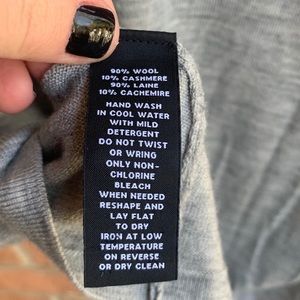 90% WOOL
10% CASHMERE
90% LAINE
10% CACHEMIRE
HAND WASH
IN COOL WATER
WITH MILD
DETERGENT
DO NOT TWIST
OR WRING
ONLY NON-
CHLORINE
BLEACH
WHEN NEEDED
RESHAPE AND
LAY FLAT
TO DRY
IRON AT LOW
TEMPERATURE
ON REVERSE
OR DRY CLEAN